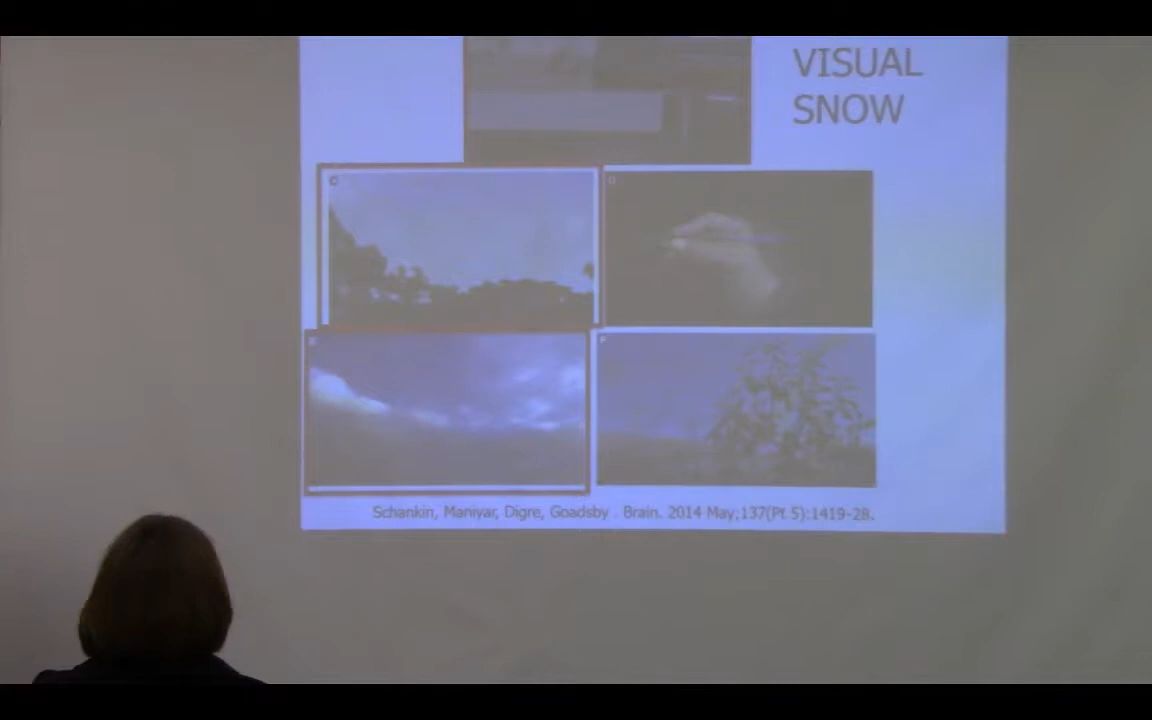 VISUAL
SNOW
C
D
E
F
Schankin, Maniyar, Digre, Goadsby . Brain. 2014 May;137(Pt 5):1419-28.